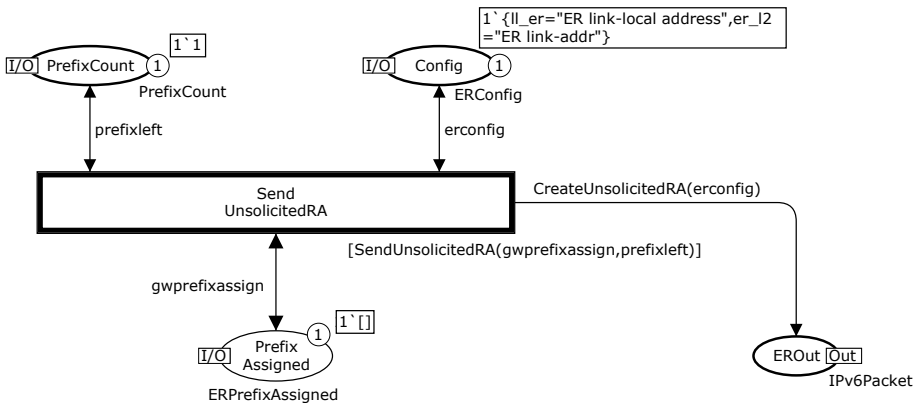 1`{ll_er="ER link-local address",er_l2
="ER link-addr"}
1`1
I/O
PrefixCount
1
PrefixCount
I/O
Config
1
ERConfig
prefixleft
erconfig
Send
UnsolicitedRA
CreateUnsolicitedRA(erconfig)
[SendUnsolicitedRA(gwprefixassign,prefixleft)]
gwprefixassign
1`[]
1
I/O
Prefix
Assigned
ERPrefixAssigned
EROut
Out
IPv6Packet